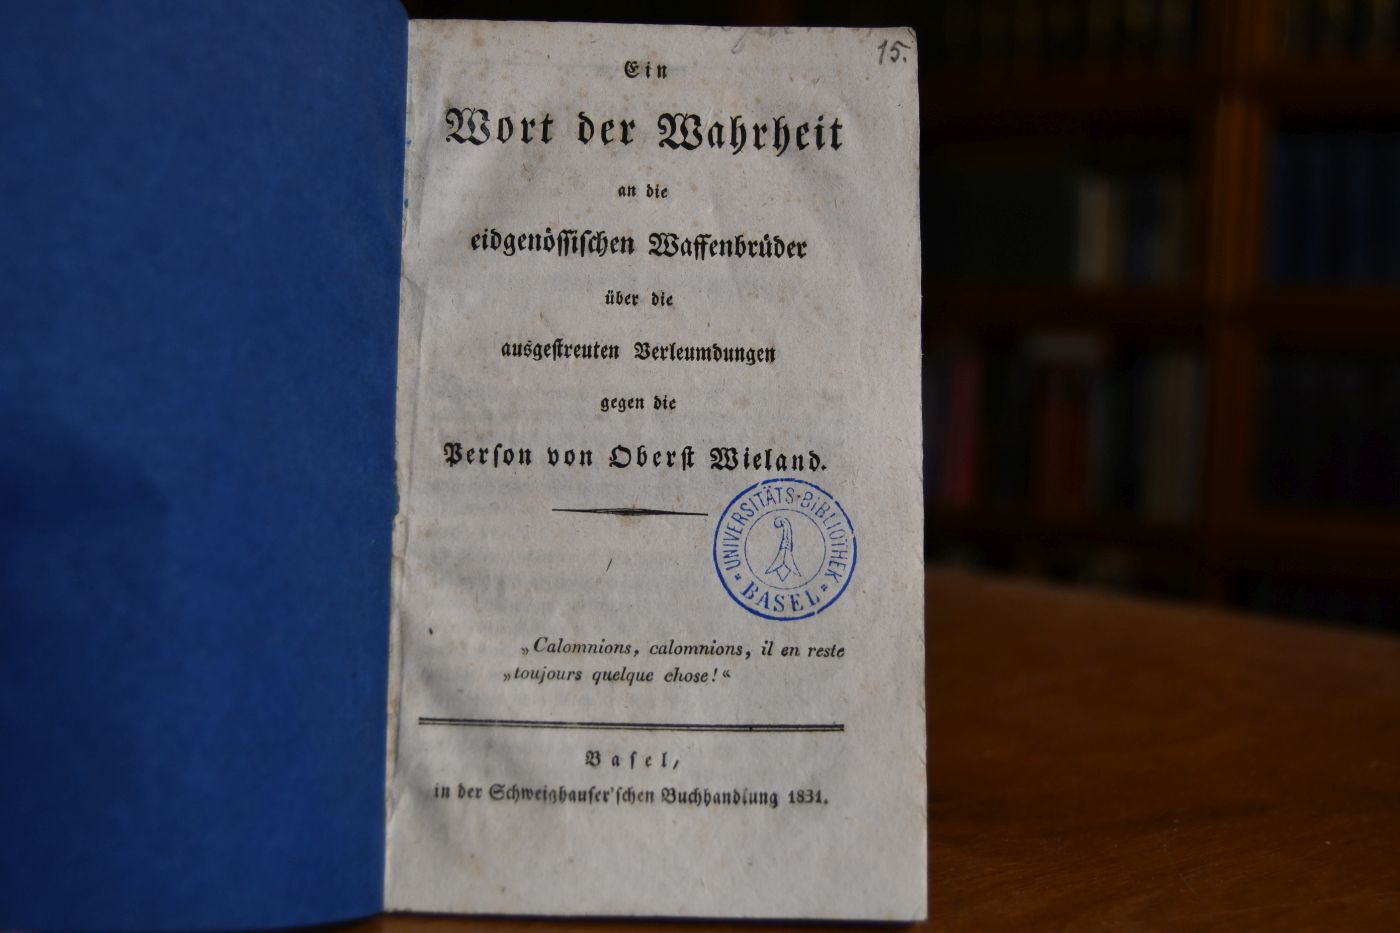 15.
Ein
Wort der Wahrheit
an die
eidgenössischen Waffenbrüder
über die
ausgestreuten Verleumdungen
gegen die
Person von Oberst Wieland.
UNIVERSITÄTS-BIBLIOTHEK
BASEL
„Calomnions, calomnions, il en reste
„toujours quelque chose!“
Basel,
in der Schweighauser'schen Buchhandlung 1831.